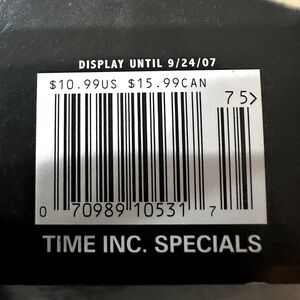 DISPLAY UNTIL 9/24/07
$10.99US $15.99CAN
75>
0 70989 10531 7
TIME INC. SPECIALS